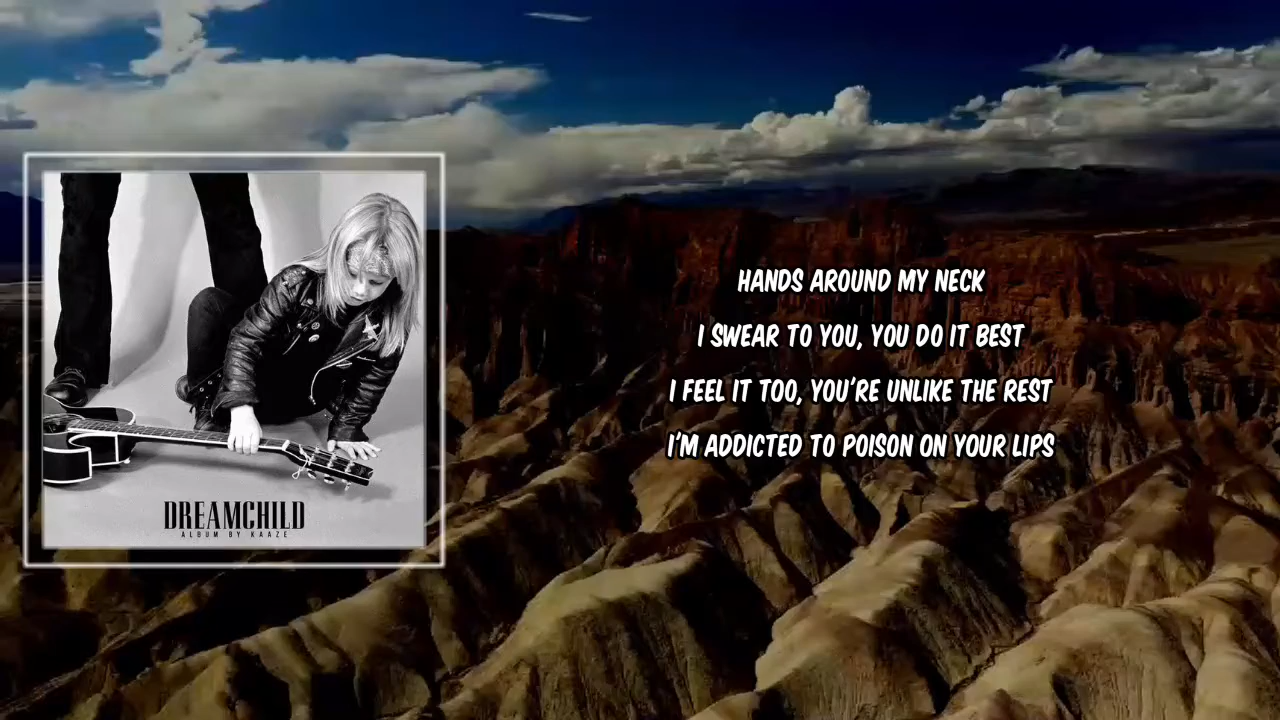 DREAMCHILD
ALBUM BY KAAZE
HANDS AROUND MY NECK
I SWEAR TO YOU, YOU DO IT BEST
I FEEL IT TOO, YOU'RE UNLIKE THE REST
I'M ADDICTED TO POISON ON YOUR LIPS